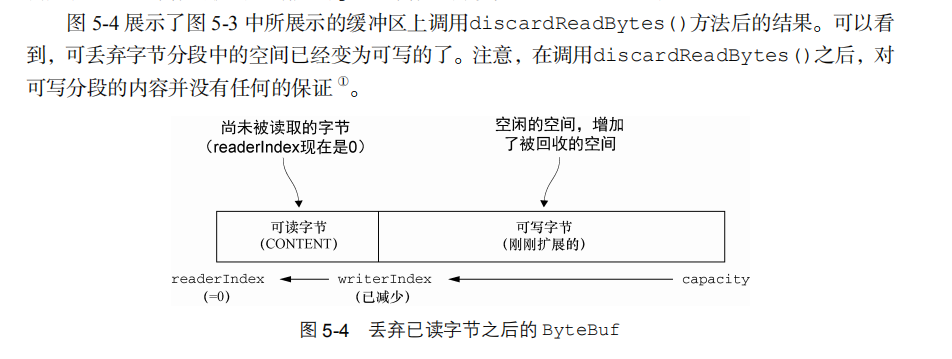 图 5-4 展示了图 5-3 中所展示的缓冲区上调用discardReadBytes()方法后的结果。可以看
到，可丢弃字节分段中的空间已经变为可写的了。注意，在调用discardReadBytes()之后，对
可写分段的内容并没有任何的保证①。
尚未被读取的字节
（readerIndex现在是0）
空闲的空间，增加
了被回收的空间
可读字节
(CONTENT)
可写字节
(刚刚扩展的)
readerIndex
(=0)
writerIndex
(已减少)
capacity
图 5-4 丢弃已读字节之后的 ByteBuf